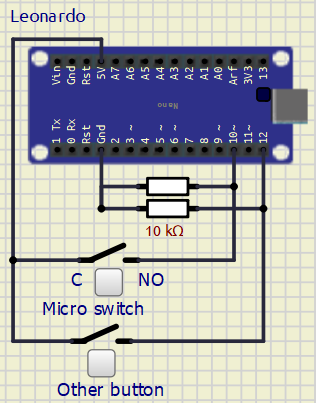 Leonardo
Vin Gnd Rst 5V A7 A6 A5 A4 A3 A2 A1 A0 Arf 3V3 13
Nano
1 Tx 0 Rx Rst Gnd 2 3 ~ 4 5 ~ 6 ~ 7 8 9 ~ 10~ 11~ 12
10 kΩ
C NO
Micro switch
Other button